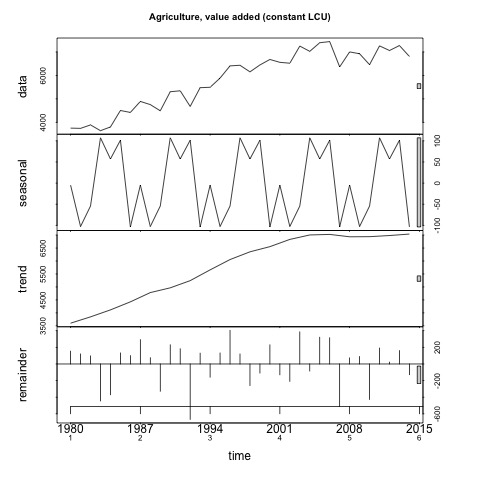 Agriculture, value added (constant LCU)
data
4000 6000
seasonal
-100 -50 0 50 100
trend
3500 4500 5500 6500
remainder
-600 -200 200
1980 1987 1994 2001 2008 2015
1 2 3 4 5 6
time